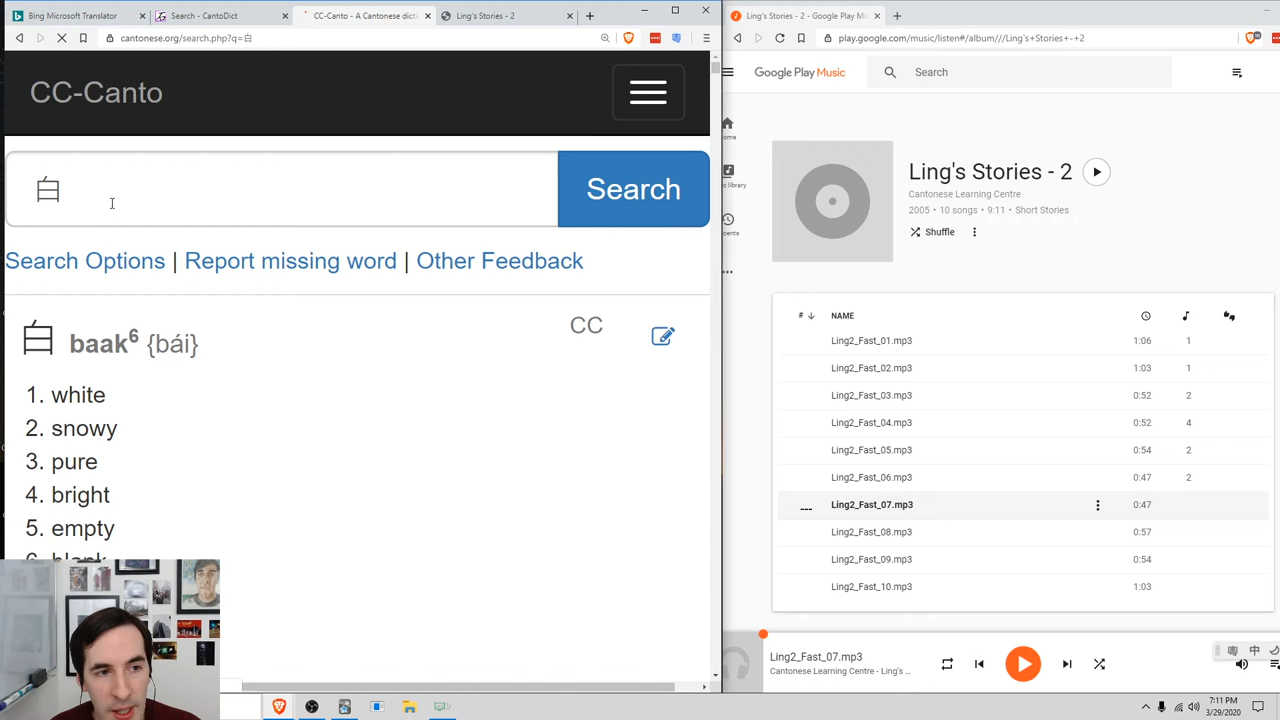 Bing Microsoft Translator
Search - CantoDict
CC-Canto - A Cantonese dicti
Ling's Stories - 2
cantonese.org/search.php?q=白
CC-Canto
白
Search
Search Options | Report missing word | Other Feedback
白 baak⁶ {bái}
CC
1. white
2. snowy
3. pure
4. bright
5. empty
6. blank
Ling's Stories - 2 - Google Play Mu
play.google.com/music/listen#/album///Ling's+Stories+-+2
Google Play Music
Search
Ling's Stories - 2
Cantonese Learning Centre
2005 • 10 songs • 9:11 • Short Stories
Shuffle
# NAME
Ling2_Fast_01.mp3 1:06 1
Ling2_Fast_02.mp3 1:03 1
Ling2_Fast_03.mp3 0:52 2
Ling2_Fast_04.mp3 0:52 4
Ling2_Fast_05.mp3 0:54 2
Ling2_Fast_06.mp3 0:47 2
Ling2_Fast_07.mp3 0:47
Ling2_Fast_08.mp3 0:57
Ling2_Fast_09.mp3 0:54
Ling2_Fast_10.mp3 1:03
Ling2_Fast_07.mp3
Cantonese Learning Centre - Ling's ...
中
7:11 PM
3/29/2020